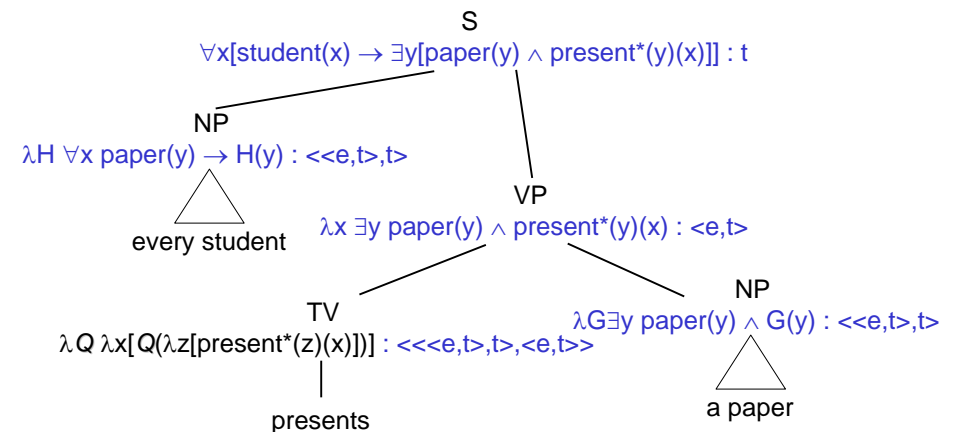 S
∀x[student(x) → ∃y[paper(y) ∧ present*(y)(x)]] : t
NP
λH ∀x paper(y) → H(y) : <<e,t>,t>
every student
VP
λx ∃y paper(y) ∧ present*(y)(x) : <e,t>
TV
λQ λx[Q(λz[present*(z)(x)])] : <<<e,t>,t>,<e,t>>
presents
NP
λG∃y paper(y) ∧ G(y) : <<e,t>,t>
a paper